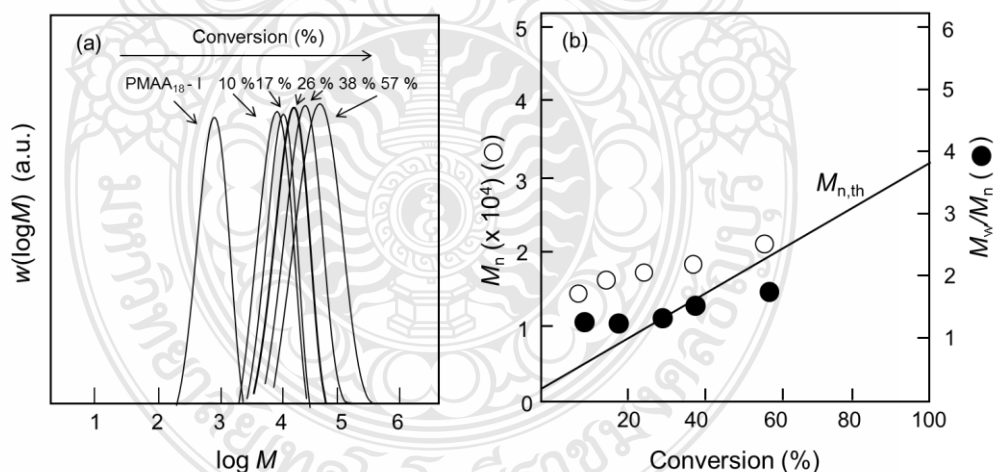 (a)
Conversion (%)
PMAA₁₈ - I 10 % 17 % 26 % 38 % 57 %
w(logM) (a.u.)
1 2 3 4 5 6
log M
(b)
5
4
3
2
1
0
Mₙ (x 10⁴) (○)
Mₙ,th
6
5
4
3
2
1
M_w/Mₙ (●)
20 40 60 80 100
Conversion (%)